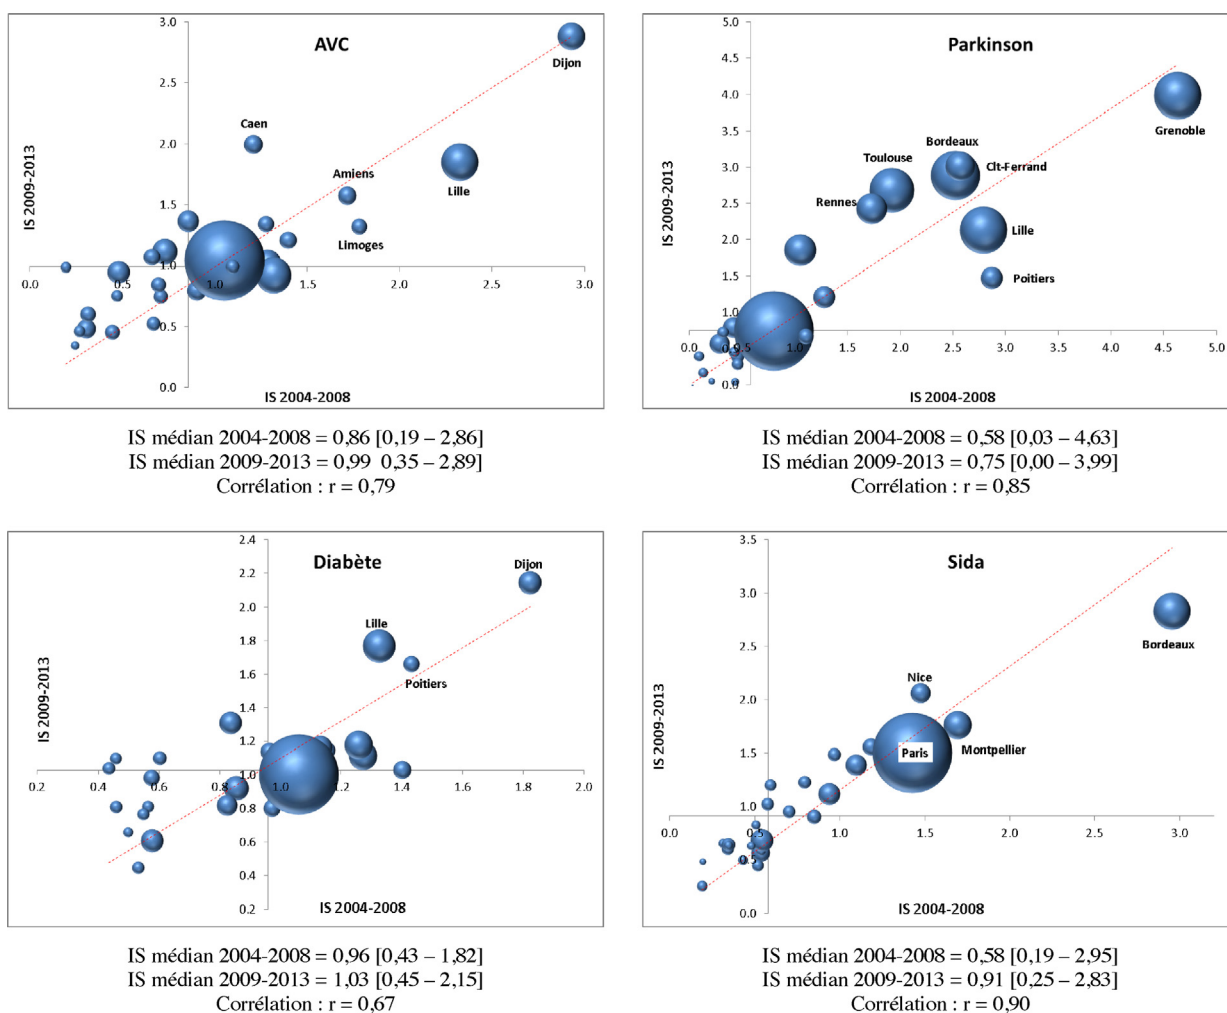 AVC
3.0
Dijon
2.5
Caen
2.0
Amiens
Lille
1.5
Limoges
1.0
0.0 0.5 1.0 1.5 2.0 2.5 3.0
0.5
0.0
IS 2009-2013
IS 2004-2008
IS médian 2004-2008 = 0,86 [0,19 – 2,86]
IS médian 2009-2013 = 0,99 0,35 – 2,89]
Corrélation : r = 0,79
Parkinson
5.0
4.5
4.0
Grenoble
3.5
Bordeaux
3.0
Toulouse
Clt-Ferrand
2.5
Rennes
Lille
2.0
1.5
Poitiers
1.0
0.0 0.5 1.0 1.5 2.0 2.5 3.0 3.5 4.0 4.5 5.0
0.5
0.0
IS 2009-2013
IS 2004-2008
IS médian 2004-2008 = 0,58 [0,03 – 4,63]
IS médian 2009-2013 = 0,75 [0,00 – 3,99]
Corrélation : r = 0,85
Diabète
2.4
Dijon
2.2
2.0
Lille
1.8
1.6
Poitiers
1.4
1.2
1.0
0.2 0.4 0.6 0.8 1.0 1.2 1.4 1.6 1.8 2.0
0.8
0.6
0.4
0.2
IS 2009-2013
IS 2004-2008
IS médian 2004-2008 = 0,96 [0,43 – 1,82]
IS médian 2009-2013 = 1,03 [0,45 – 2,15]
Corrélation : r = 0,67
Sida
3.5
3.0
Bordeaux
2.5
Nice
2.0
Paris
Montpellier
1.5
1.0
0.0 0.5 1.0 1.5 2.0 2.5 3.0
0.5
0.0
IS 2009-2013
IS 2004-2008
IS médian 2004-2008 = 0,58 [0,19 – 2,95]
IS médian 2009-2013 = 0,91 [0,25 – 2,83]
Corrélation : r = 0,90